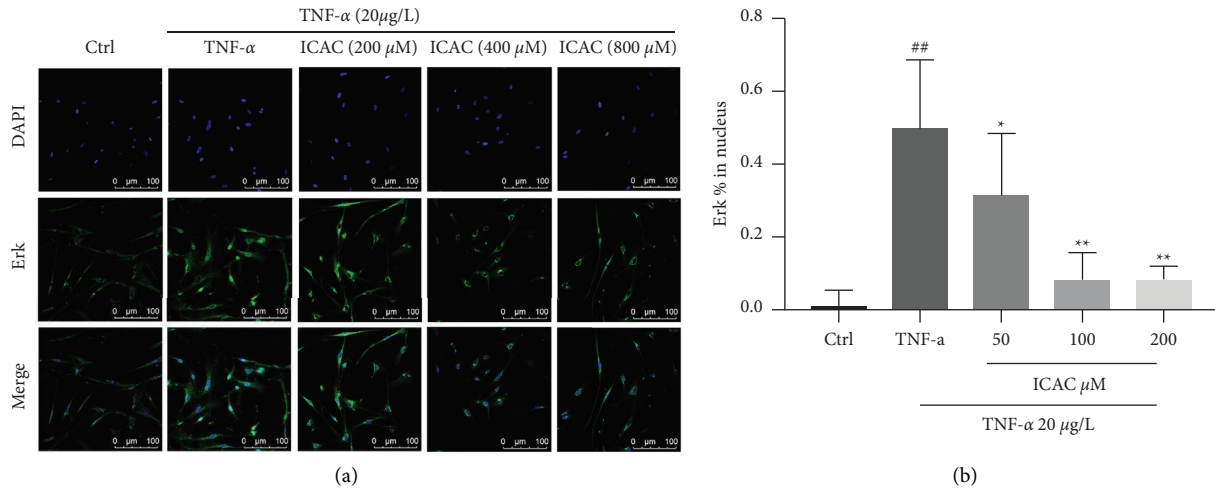 TNF-α (20μg/L)
Ctrl TNF-α ICAC (200 μM) ICAC (400 μM) ICAC (800 μM)
DAPI
0 μm 100 0 μm 100 0 μm 100 0 μm 100 0 μm 100
Erk
0 μm 100 0 μm 100 0 μm 100 0 μm 100 0 μm 100
Merge
0 μm 100 0 μm 100 0 μm 100 0 μm 100 0 μm 100
(a)
Erk % in nucleus
0.8
0.6
0.4
0.2
0.0
##
*
**
**
Ctrl TNF-a 50 100 200
ICAC μM
TNF-α 20 μg/L
(b)